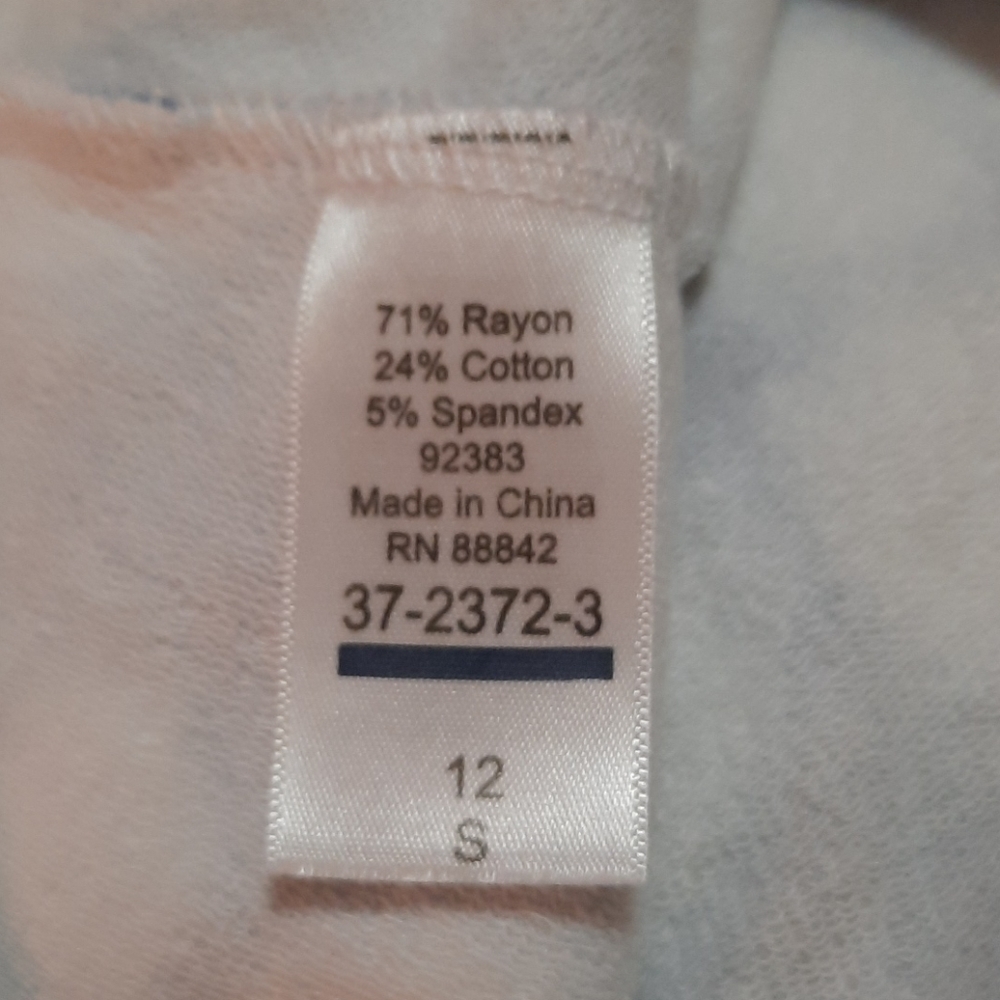 71% Rayon
24% Cotton
5% Spandex
92383
Made in China
RN 88842
37-2372-3
12
S